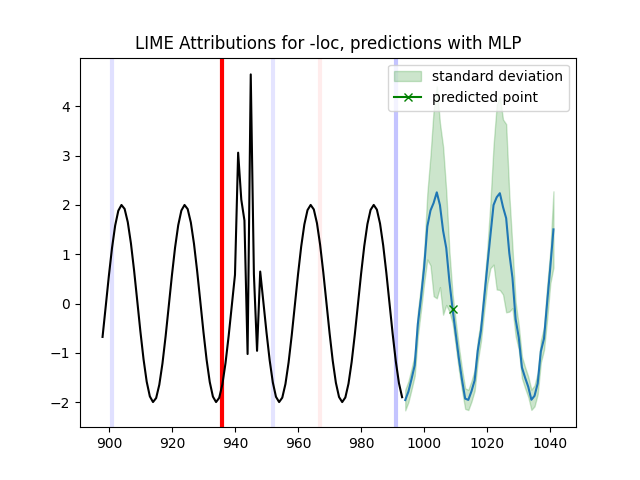 LIME Attributions for -loc, predictions with MLP
standard deviation
predicted point
4
3
2
1
0
−1
−2
900 920 940 960 980 1000 1020 1040